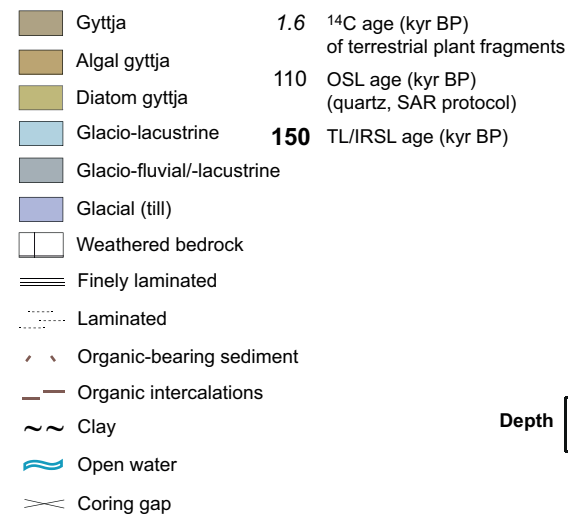 Gyttja
Algal gyttja
Diatom gyttja
Glacio-lacustrine
Glacio-fluvial/-lacustrine
Glacial (till)
Weathered bedrock
Finely laminated
Laminated
Organic-bearing sediment
Organic intercalations
Clay
Open water
Coring gap
1.6 14C age (kyr BP)
of terrestrial plant fragments
110 OSL age (kyr BP)
(quartz, SAR protocol)
150 TL/IRSL age (kyr BP)
Depth